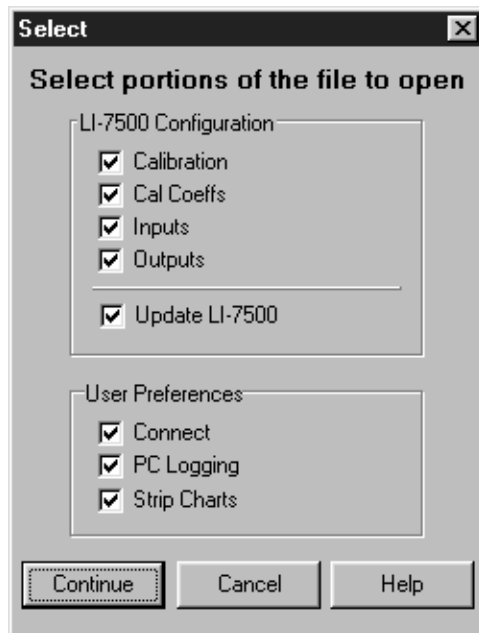 Select
Select portions of the file to open
LI-7500 Configuration
Calibration
Cal Coeffs
Inputs
Outputs
Update LI-7500
User Preferences
Connect
PC Logging
Strip Charts
Continue Cancel Help